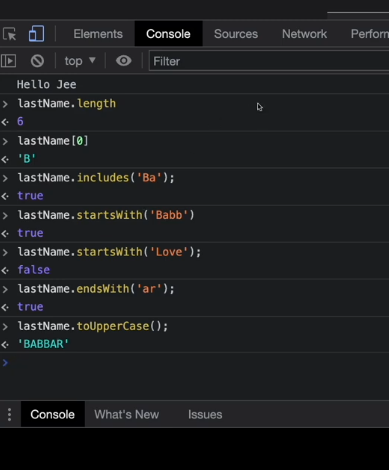 Elements Console Sources Network Perforn
top ▼ Filter
Hello Jee
> lastName.length
6
lastName[0]
'B'
> lastName.includes('Ba');
true
> lastName.startsWith('Babb')
true
> lastName.startsWith('Love');
false
> lastName.endsWith('ar');
true
> lastName.toUpperCase();
'BABBAR'
>
Console What's New Issues